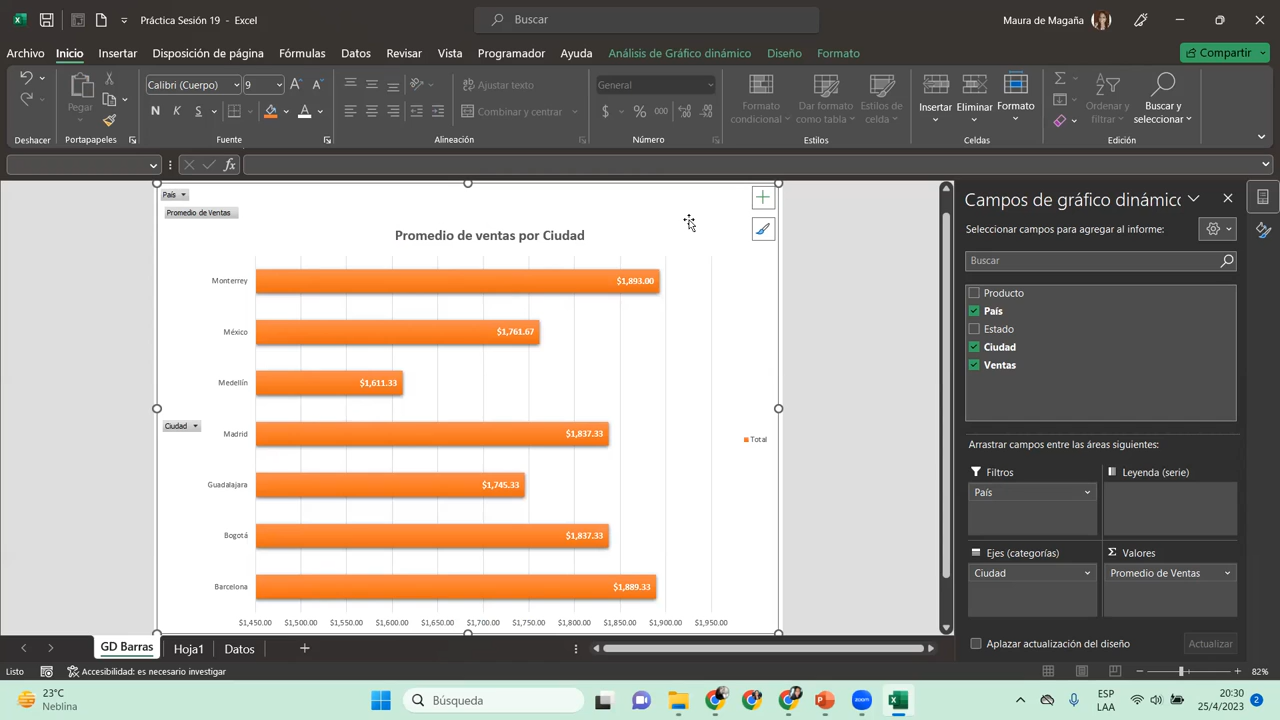 Práctica Sesión 19 - Excel
Buscar
Maura de Magaña
Archivo Inicio Insertar Disposición de página Fórmulas Datos Revisar Vista Programador Ayuda Análisis de Gráfico dinámico Diseño Formato
Compartir
Calibri (Cuerpo) 9
Ajustar texto
General
Pegar
N K S
Combinar y centrar
$ % 000
Formato condicional
Dar formato como tabla
Estilos de celda
Insertar Eliminar Formato
Ordenar y filtrar
Buscar y seleccionar
Deshacer Portapapeles Fuente Alineación Número Estilos Celdas Edición
País
Promedio de Ventas
Promedio de ventas por Ciudad
Monterrey $1,893.00
México $1,761.67
Medellín $1,611.33
Ciudad
Madrid $1,837.33
Total
Guadalajara $1,745.33
Bogotá $1,837.33
Barcelona $1,889.33
$1,450.00 $1,500.00 $1,550.00 $1,600.00 $1,650.00 $1,700.00 $1,750.00 $1,800.00 $1,850.00 $1,900.00 $1,950.00
Campos de gráfico dinámic
Seleccionar campos para agregar al informe:
Buscar
Producto
País
Estado
Ciudad
Ventas
Arrastrar campos entre las áreas siguientes:
Filtros
País
Leyenda (serie)
Ejes (categorías)
Ciudad
Valores
Promedio de Ventas
Aplazar actualización del diseño
Actualizar
GD Barras Hoja1 Datos
Listo
Accesibilidad: es necesario investigar
82%
23°C
Neblina
Búsqueda
ESP
LAA
20:30
25/4/2023
2